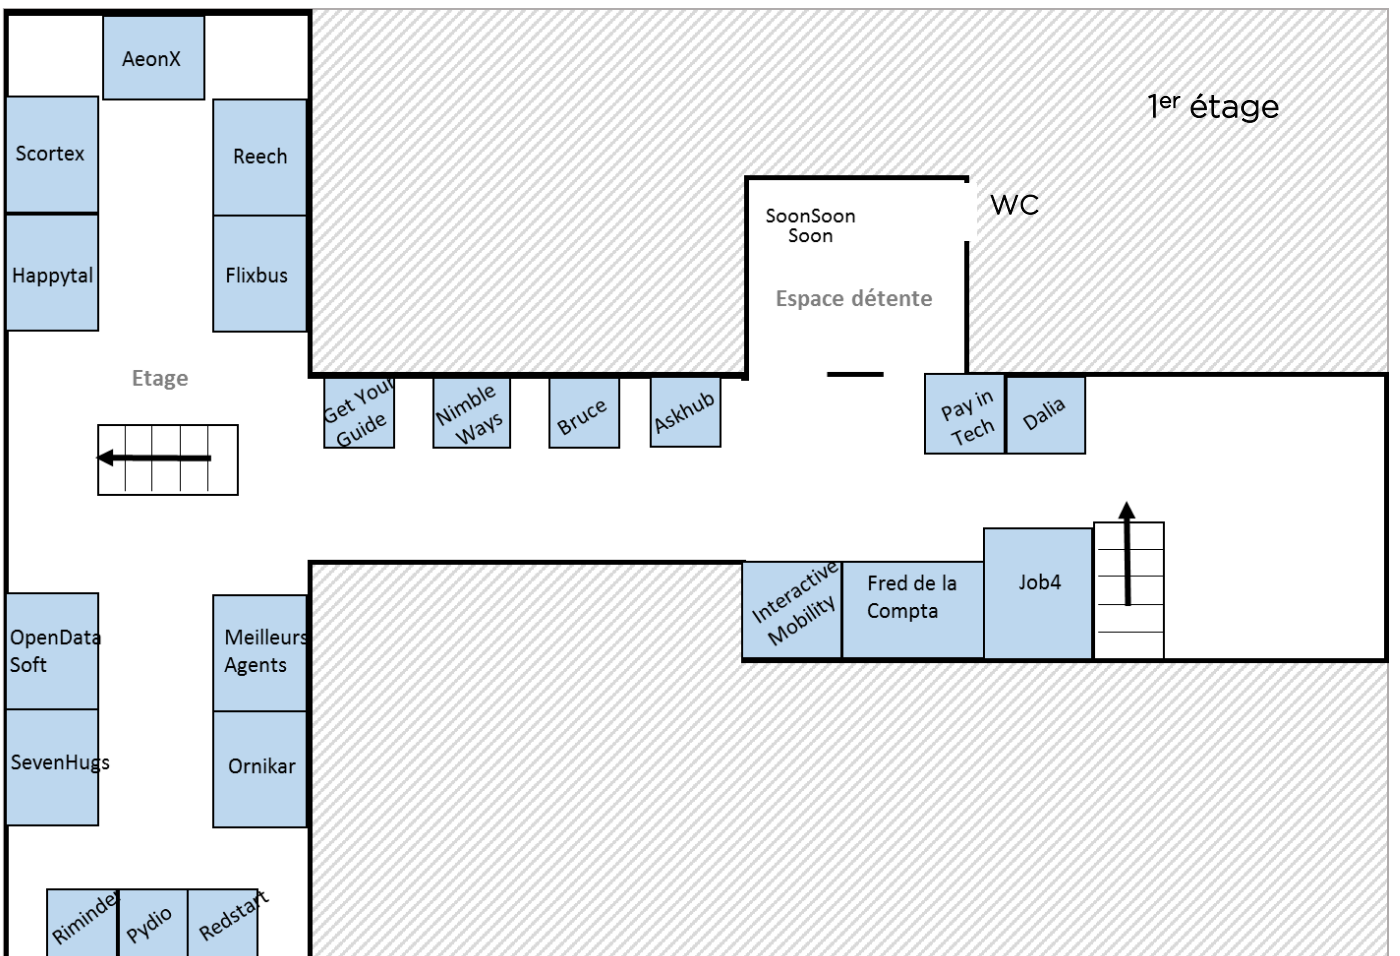 AeonX
1er étage
Scortex
Reech
WC
SoonSoon
Soon
Happytal
Flixbus
Espace détente
Etage
Get Your
Guide
Nimble
Ways
Bruce
Askhub
Pay in
Tech
Dalia
Interactive
Mobility
Fred de la
Compta
Job4
OpenData
Soft
Meilleurs
Agents
SevenHugs
Ornikar
Riminder
Pydio
Redstart